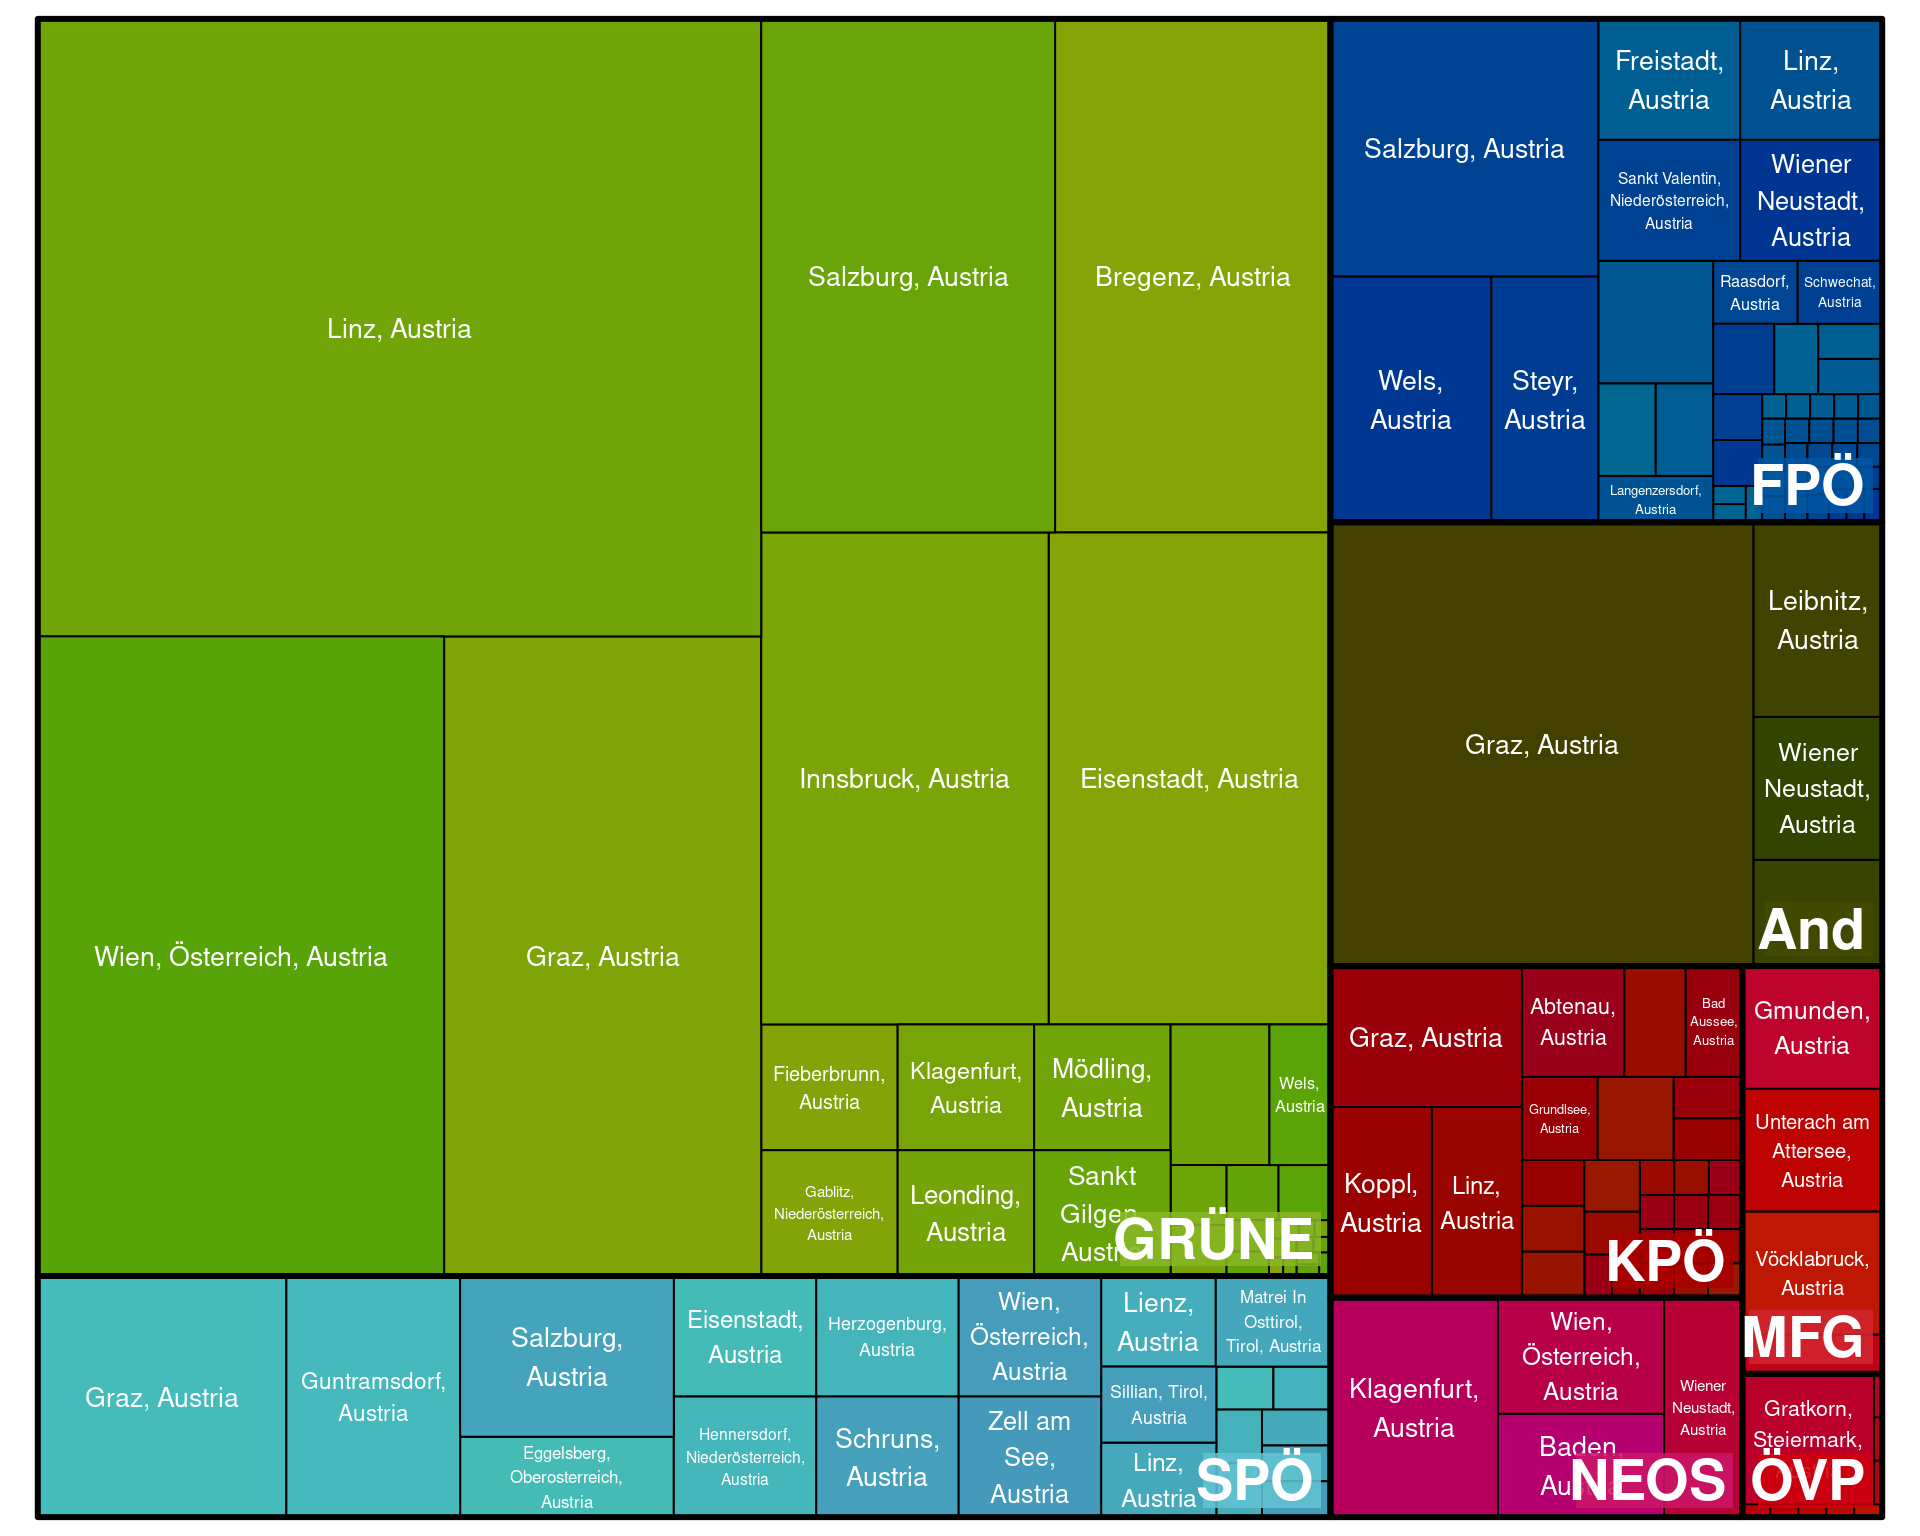 Linz, Austria
Salzburg, Austria
Bregenz, Austria
Wien, Österreich, Austria
Graz, Austria
Innsbruck, Austria
Eisenstadt, Austria
Fieberbrunn,
Austria
Klagenfurt,
Austria
Mödling,
Austria
Wels,
Austria
Gablitz,
Niederösterreich,
Austria
Leonding,
Austria
Sankt
Gilgen,
Austria
GRÜNE
Graz, Austria
Guntramsdorf,
Austria
Salzburg,
Austria
Eggelsberg,
Oberosterreich,
Austria
Eisenstadt,
Austria
Hennersdorf,
Niederösterreich,
Austria
Herzogenburg,
Austria
Schruns,
Austria
Wien,
Österreich,
Austria
Zell am
See,
Austria
Lienz,
Austria
Sillian, Tirol,
Austria
Linz,
Austria
Matrei In
Osttirol,
Tirol, Austria
SPÖ
Salzburg, Austria
Freistadt,
Austria
Linz,
Austria
Sankt Valentin,
Niederösterreich,
Austria
Wiener
Neustadt,
Austria
Wels,
Austria
Steyr,
Austria
Raasdorf,
Austria
Schwechat,
Austria
Langenzersdorf,
Austria
FPÖ
Graz, Austria
Leibnitz,
Austria
Wiener
Neustadt,
Austria
And
Graz, Austria
Abtenau,
Austria
Bad
Aussee,
Austria
Grundlsee,
Austria
Koppl,
Austria
Linz,
Austria
KPÖ
Gmunden,
Austria
Unterach am
Attersee,
Austria
Vöcklabruck,
Austria
MFG
Klagenfurt,
Austria
Wien,
Österreich,
Austria
Baden,
Austria
Wiener
Neustadt,
Austria
NEOS
Gratkorn,
Steiermark,
ÖVP